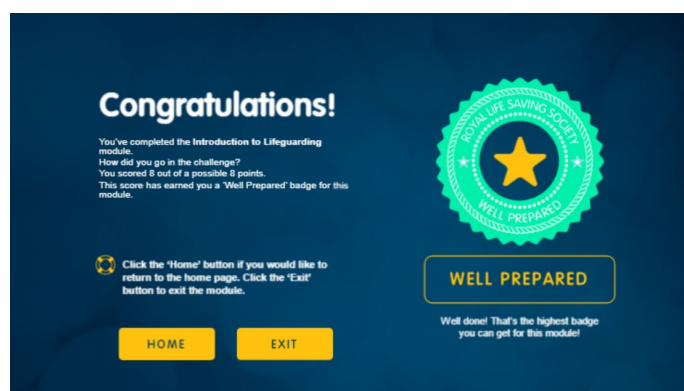 Congratulations!
You've completed the Introduction to Lifeguarding
module.
How did you go in the challenge?
You scored 8 out of a possible 8 points.
This score has earned you a 'Well Prepared' badge for this
module.
Click the 'Home' button if you would like to
return to the home page. Click the 'Exit'
button to exit the module.
HOME
EXIT
ROYAL LIFE SAVING SOCIETY
WELL PREPARED
WELL PREPARED
Well done! That's the highest badge
you can get for this module!